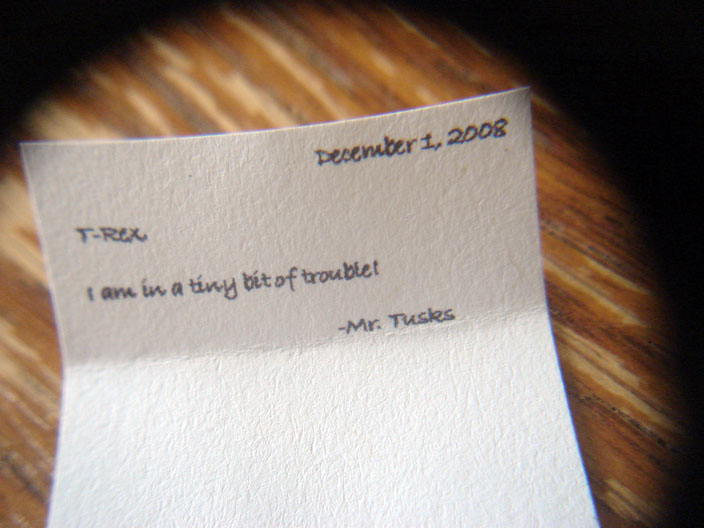 December 1, 2008
T-Rex
I am in a tiny bit of trouble!
-Mr. Tusks